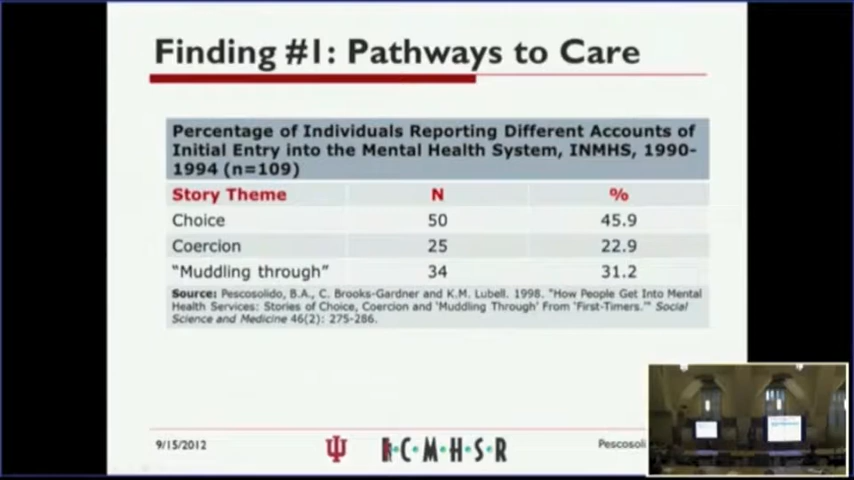 Finding #1: Pathways to Care
Percentage of Individuals Reporting Different Accounts of
Initial Entry into the Mental Health System, INMHS, 1990-
1994 (n=109)
Story Theme N %
Choice 50 45.9
Coercion 25 22.9
"Muddling through" 34 31.2
Source: Pescosolido, B.A., C. Brooks-Gardner and K.M. Lubell. 1998. "How People Get Into Mental
Health Services: Stories of Choice, Coercion and 'Muddling Through' From 'First-Timers.'" Social
Science and Medicine 46(2): 275-286.
9/15/2012 C·M·H·S·R Pescosoli